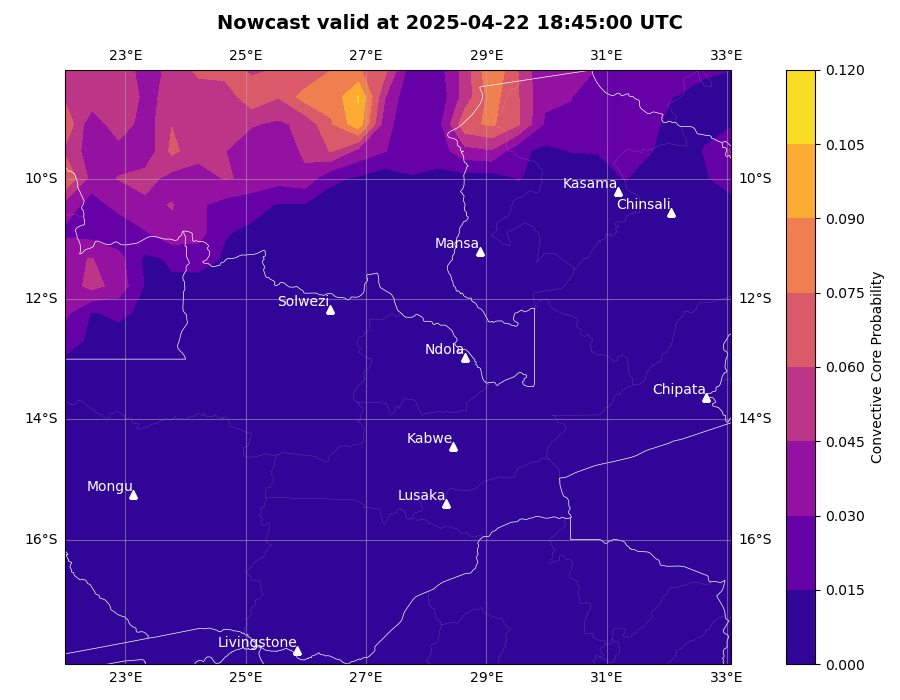 Nowcast valid at 2025-04-22 18:45:00 UTC
23°E 25°E 27°E 29°E 31°E 33°E
0.120
0.105
10°S 10°S
Kasama
Chinsali
0.090
Mansa
Convective Core Probability
0.075
12°S 12°S
Solwezi
Ndola
0.060
Chipata
14°S 14°S
0.045
Kabwe
Mongu
Lusaka
0.030
16°S 16°S
0.015
Livingstone
0.000
23°E 25°E 27°E 29°E 31°E 33°E